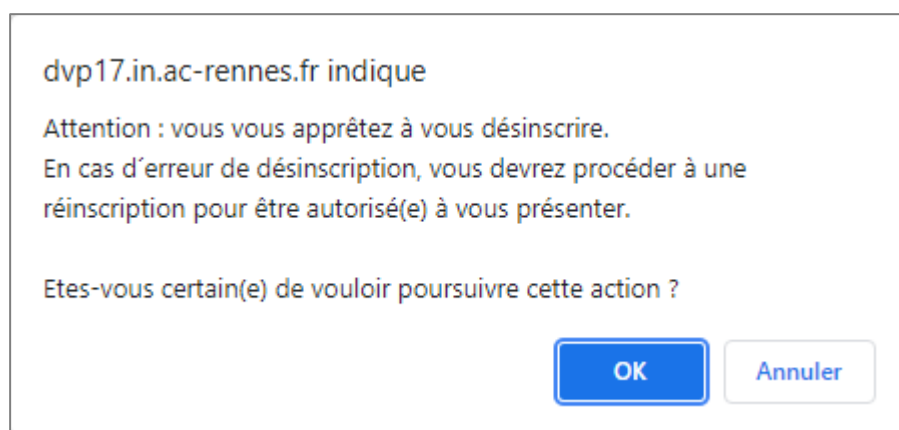 dvp17.in.ac-rennes.fr indique
Attention : vous vous apprêtez à vous désinscrire.
En cas d´erreur de désinscription, vous devrez procéder à une
réinscription pour être autorisé(e) à vous présenter.
Etes-vous certain(e) de vouloir poursuivre cette action ?
OK
Annuler